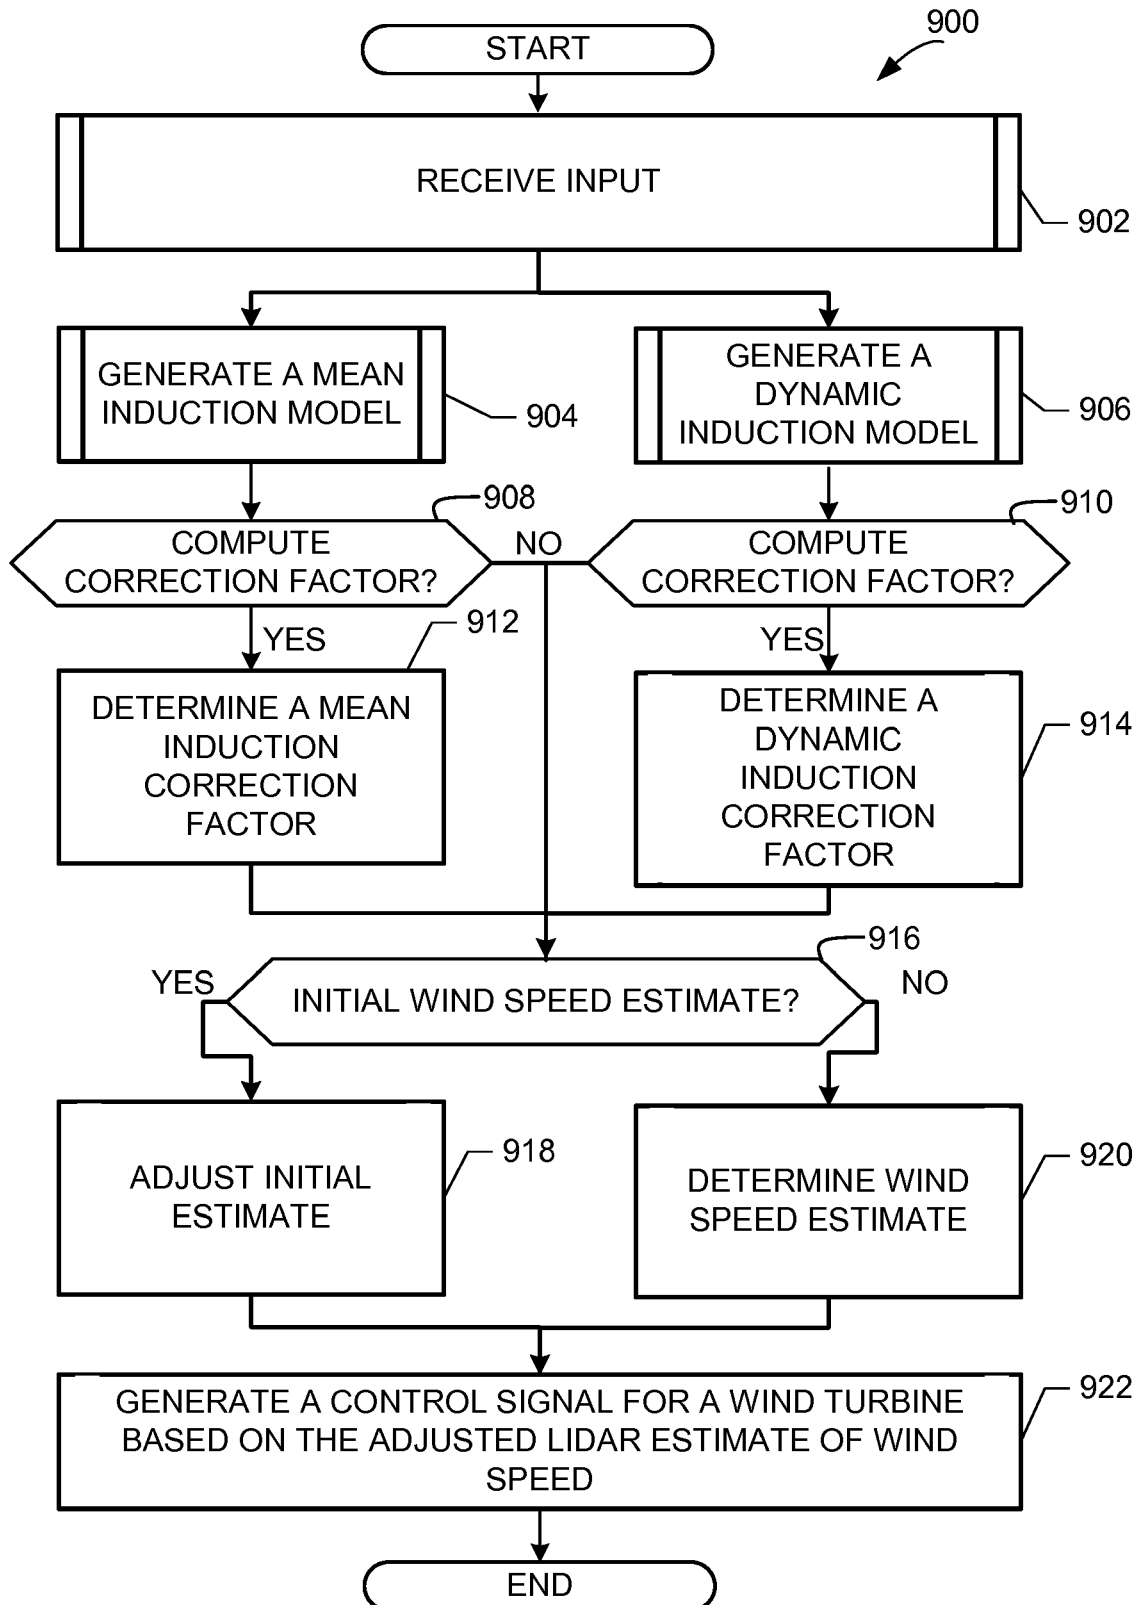 START
900
RECEIVE INPUT
902
GENERATE A MEAN
INDUCTION MODEL
904
GENERATE A
DYNAMIC
INDUCTION MODEL
906
908
COMPUTE
CORRECTION FACTOR?
NO
910
COMPUTE
CORRECTION FACTOR?
YES
912
YES
DETERMINE A MEAN
INDUCTION
CORRECTION
FACTOR
DETERMINE A
DYNAMIC
INDUCTION
CORRECTION
FACTOR
914
916
YES
INITIAL WIND SPEED ESTIMATE?
NO
ADJUST INITIAL
ESTIMATE
918
DETERMINE WIND
SPEED ESTIMATE
920
GENERATE A CONTROL SIGNAL FOR A WIND TURBINE
BASED ON THE ADJUSTED LIDAR ESTIMATE OF WIND
SPEED
922
END